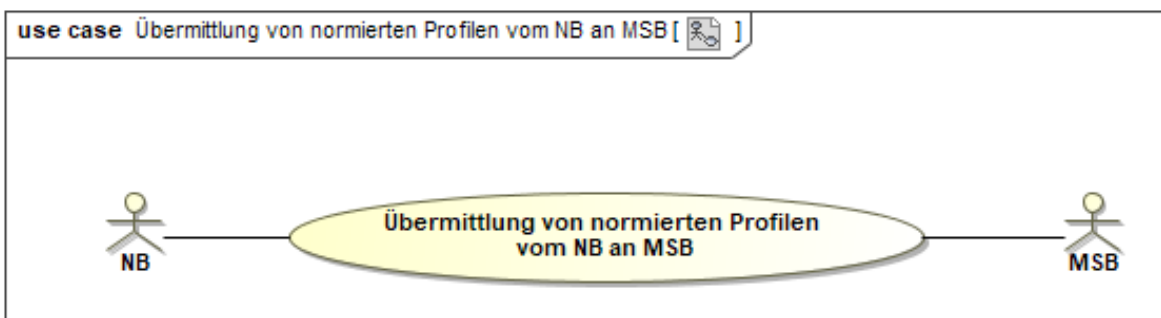 use case Übermittlung von normierten Profilen vom NB an MSB [ ]
Übermittlung von normierten Profilen
vom NB an MSB
NB
MSB